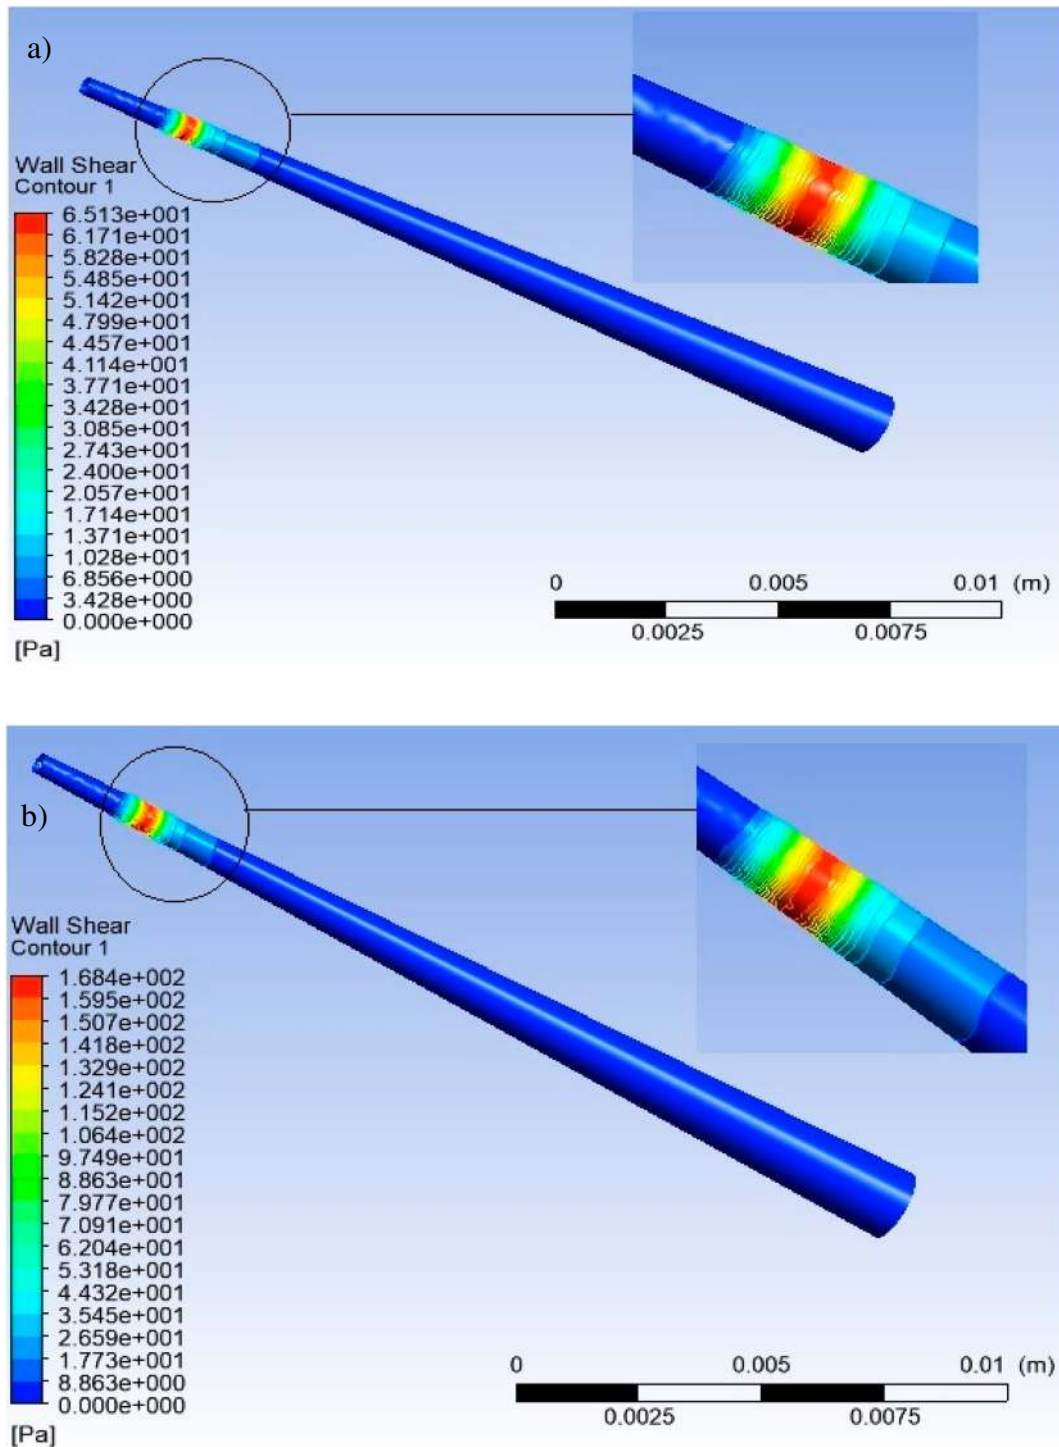 a)
Wall Shear
Contour 1
6.513e+001
6.171e+001
5.828e+001
5.485e+001
5.142e+001
4.799e+001
4.457e+001
4.114e+001
3.771e+001
3.428e+001
3.085e+001
2.743e+001
2.400e+001
2.057e+001
1.714e+001
1.371e+001
1.028e+001
6.856e+000
3.428e+000
0.000e+000
[Pa]
0 0.005 0.01 (m)
0.0025 0.0075
b)
Wall Shear
Contour 1
1.684e+002
1.595e+002
1.507e+002
1.418e+002
1.329e+002
1.241e+002
1.152e+002
1.064e+002
9.749e+001
8.863e+001
7.977e+001
7.091e+001
6.204e+001
5.318e+001
4.432e+001
3.545e+001
2.659e+001
1.773e+001
8.863e+000
0.000e+000
[Pa]
0 0.005 0.01 (m)
0.0025 0.0075